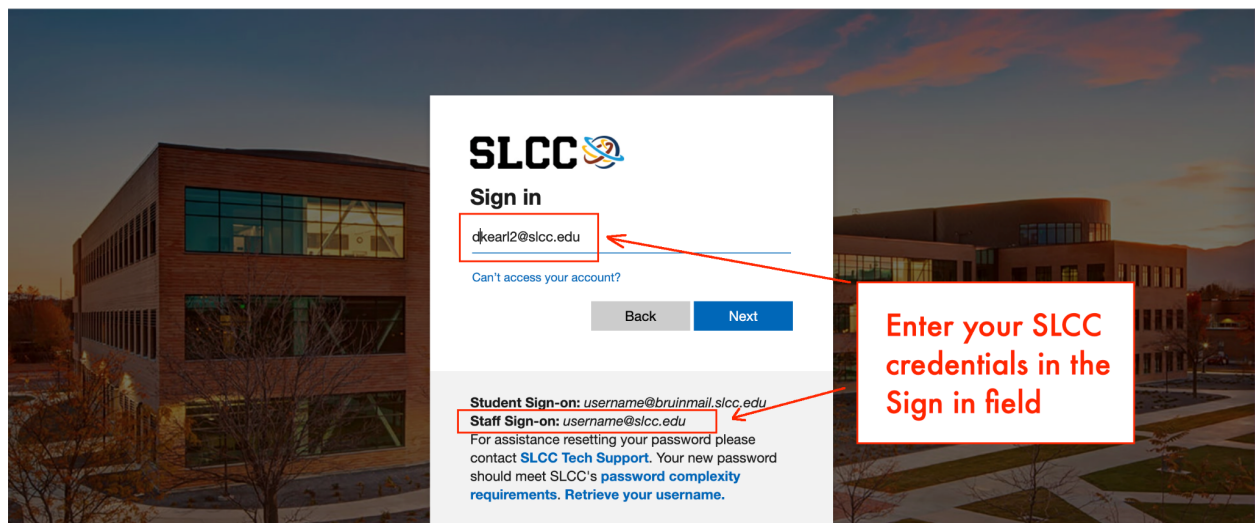 SLCC
Sign in
dkearl2@slcc.edu
Can't access your account?
Back
Next
Student Sign-on: username@bruinmail.slcc.edu
Staff Sign-on: username@slcc.edu
For assistance resetting your password please
contact SLCC Tech Support. Your new password
should meet SLCC's password complexity
requirements. Retrieve your username.
Enter your SLCC
credentials in the
Sign in field